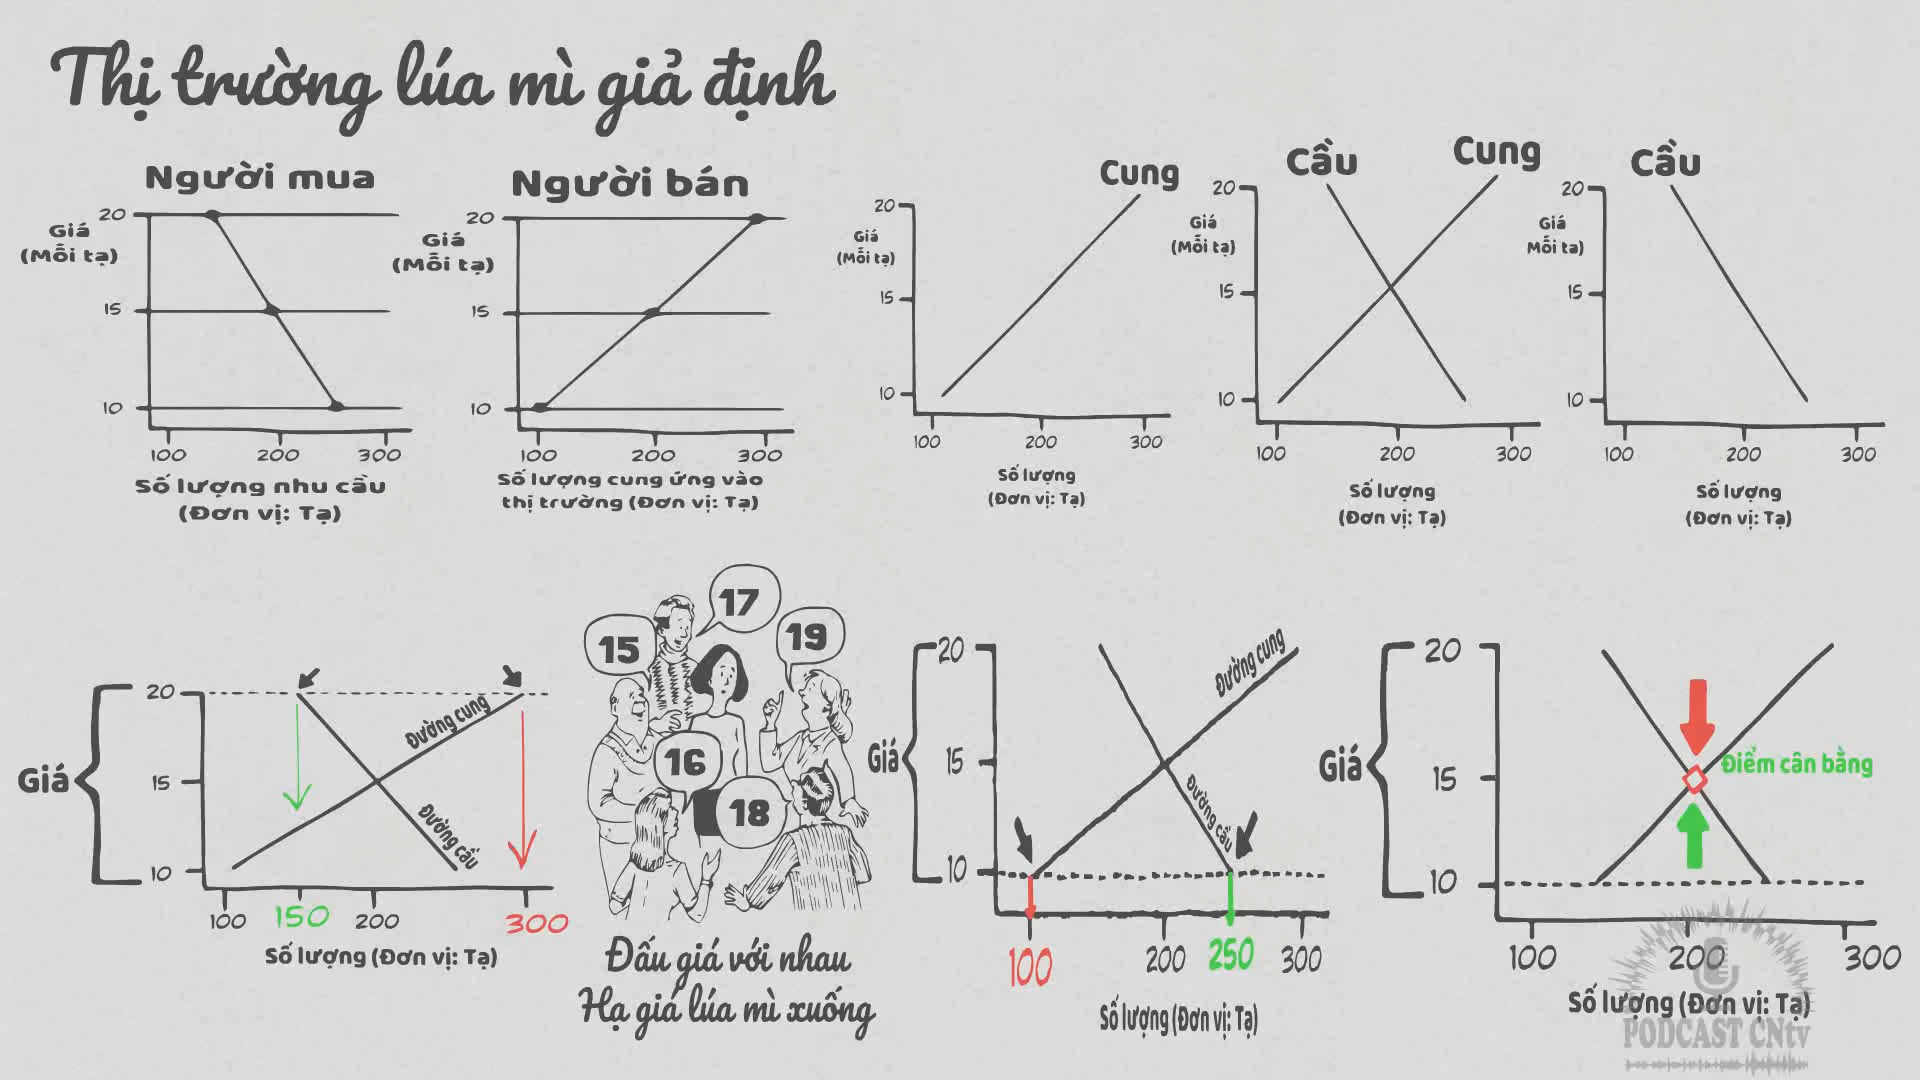 Thị trường lúa mì giả định
Người mua
Giá
(Mỗi tạ)
20
15
10
100 200 300
Số lượng nhu cầu
(Đơn vị: Tạ)
Người bán
Giá
(Mỗi tạ)
20
15
10
100 200 300
Số lượng cung ứng vào
thị trường (Đơn vị: Tạ)
Cung
Giá
(Mỗi tạ)
20
15
10
100 200 300
Số lượng
(Đơn vị: Tạ)
Cầu
Cung
Giá
(Mỗi tạ)
20
15
10
100 200 300
Số lượng
(Đơn vị: Tạ)
Cầu
Giá
Mỗi tạ)
20
15
10
100 200 300
Số lượng
(Đơn vị: Tạ)
Giá
20
15
10
Đường cung
Đường cầu
100 150 200 300
Số lượng (Đơn vị: Tạ)
17
15
19
16
18
Đấu giá với nhau
Hạ giá lúa mì xuống
Giá
20
15
10
Đường cung
Đường cầu
100 200 250 300
Số lượng (Đơn vị: Tạ)
Giá
20
15
10
Điểm cân bằng
100 200 300
Số lượng (Đơn vị: Tạ)
PODCAST CNtv